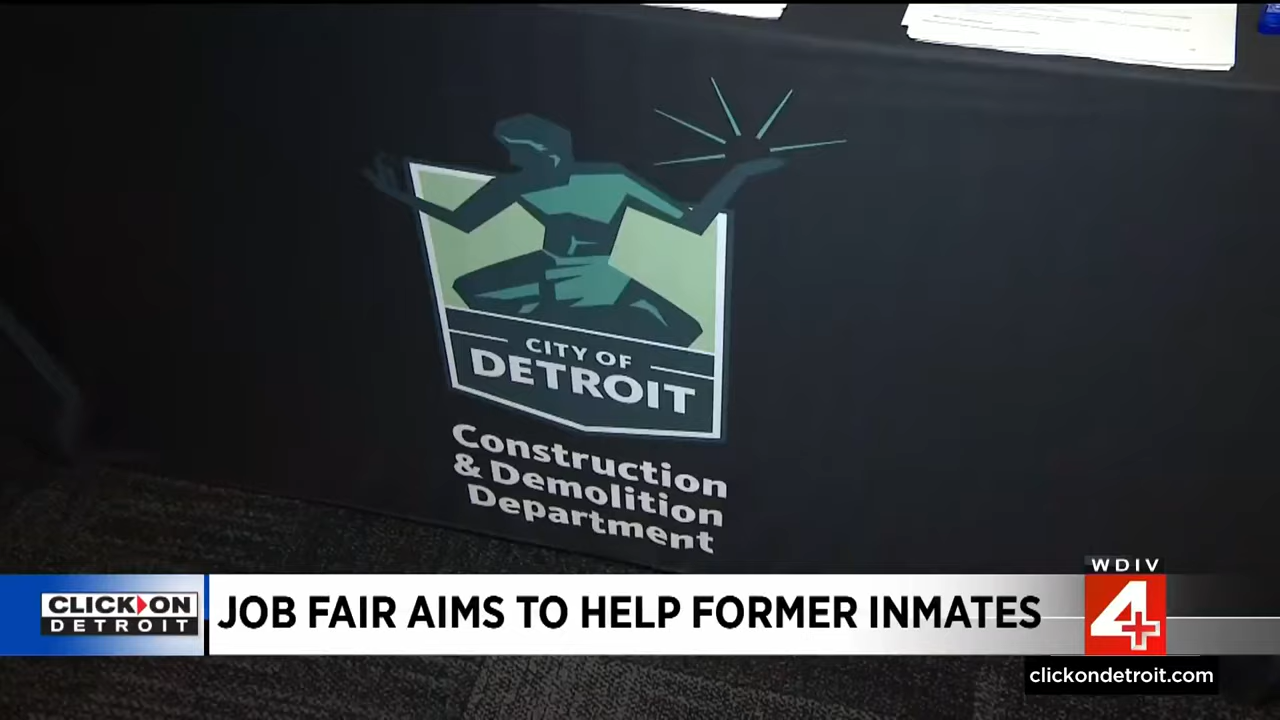 CITY OF
DETROIT
Construction
& Demolition
Department
CLICK ON
DETROIT
JOB FAIR AIMS TO HELP FORMER INMATES
WDIV
4+
clickondetroit.com